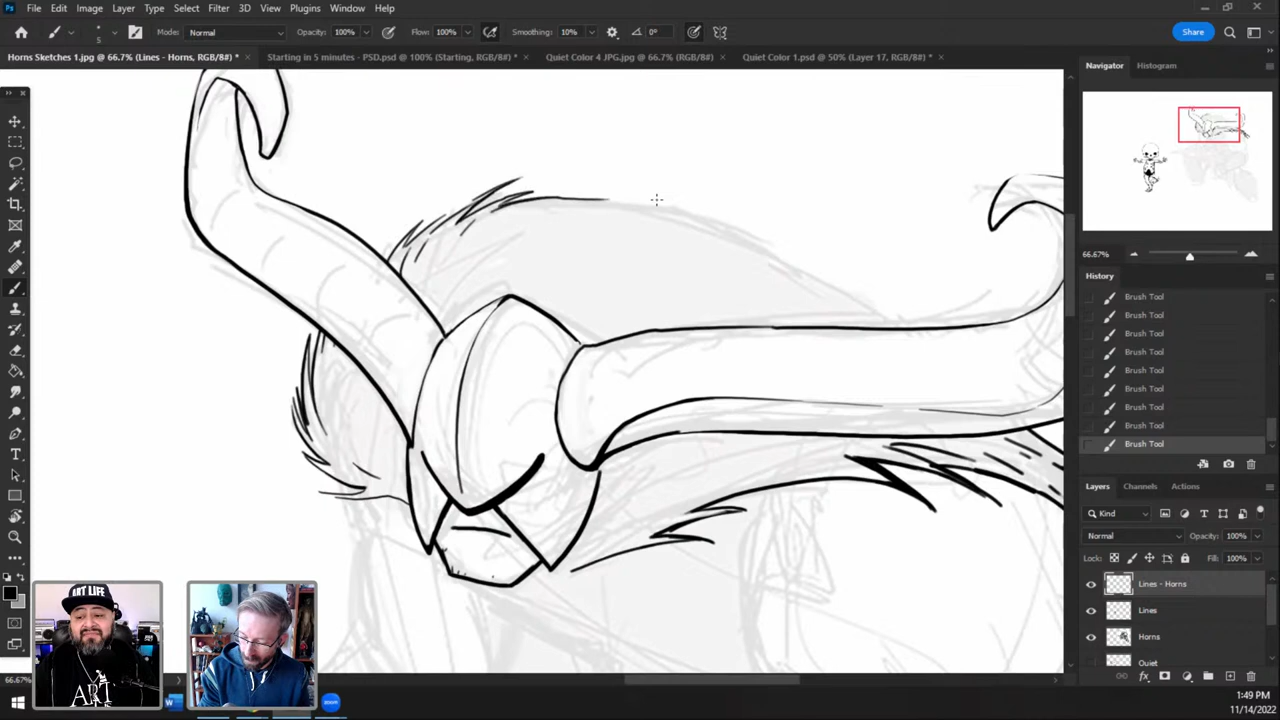 Ps File Edit Image Layer Type Select Filter 3D View Plugins Window Help
5 Mode: Normal Opacity: 100% Flow: 100% Smoothing: 10% 0° Share
Horns Sketches 1.jpg @ 66.7% (Lines - Horns, RGB/8#) * × Starting in 5 minutes - PSD.psd @ 100% (Starting, RGB/8#) * × Quiet Color 4 JPG.jpg @ 66.7% (RGB/8#) × Quiet Color 1.psd @ 50% (Layer 17, RGB/8#) * ×
Navigator Histogram
66.67%
History
Brush Tool
Brush Tool
Brush Tool
Brush Tool
Brush Tool
Brush Tool
Brush Tool
Brush Tool
Brush Tool
Layers Channels Actions
Kind
Normal Opacity: 100%
Lock: Fill: 100%
Lines - Horns
Lines
Horns
Quiet
ART LIFE
ART
66.67%
W zoom
1:49 PM
11/14/2022